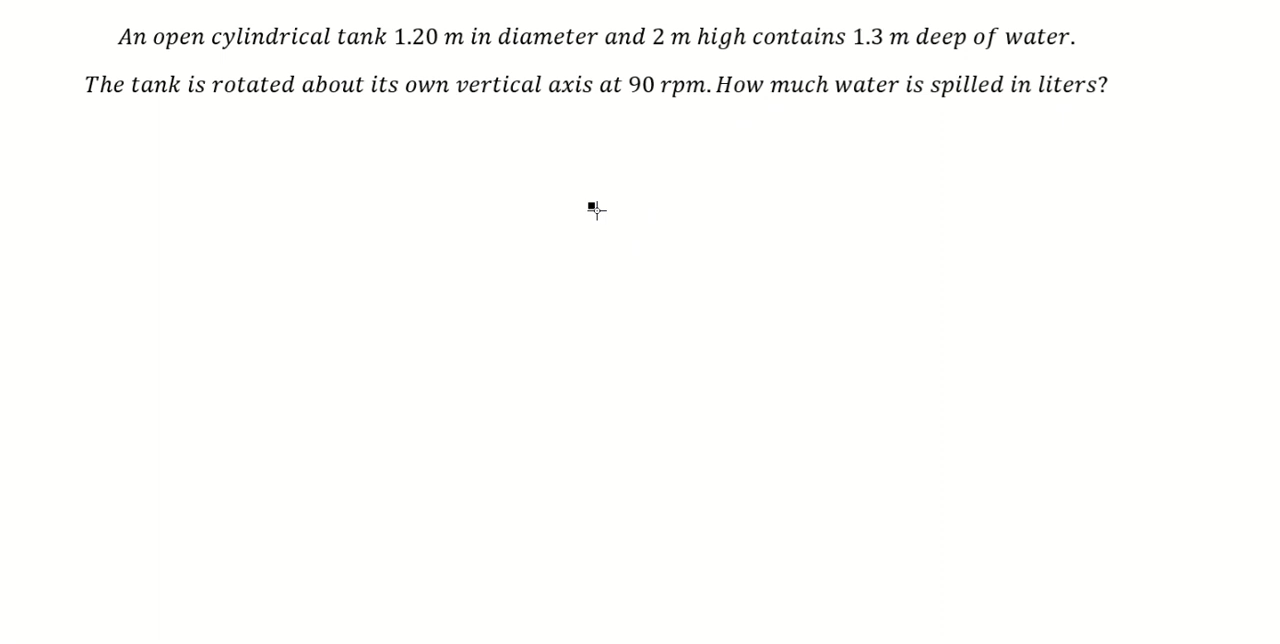 An open cylindrical tank 1.20 m in diameter and 2 m high contains 1.3 m deep of water.
The tank is rotated about its own vertical axis at 90 rpm. How much water is spilled in liters?